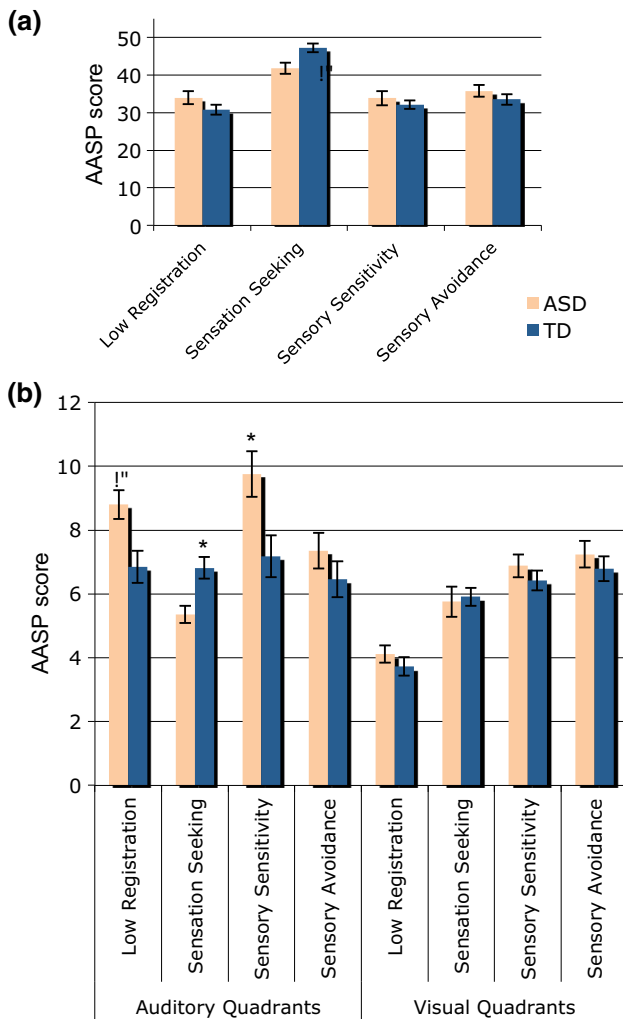 (a)
50
40
30
20
10
0
AASP score
!"
Low Registration
Sensation Seeking
Sensory Sensitivity
Sensory Avoidance
ASD
TD
(b)
12
10
8
6
4
2
0
AASP score
!"
*
*
Low Registration
Sensation Seeking
Sensory Sensitivity
Sensory Avoidance
Low Registration
Sensation Seeking
Sensory Sensitivity
Sensory Avoidance
Auditory Quadrants
Visual Quadrants